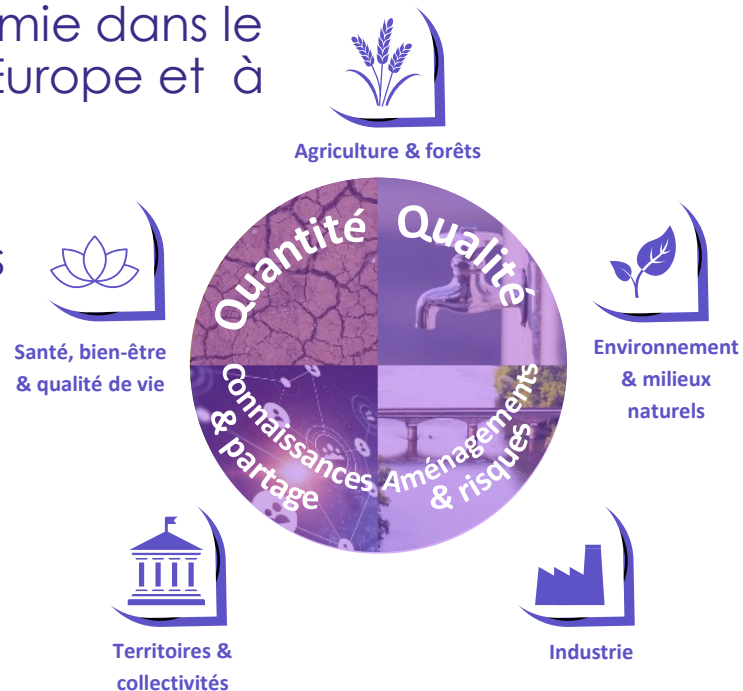 mie dans le
Europe et à
s
Agriculture & forêts
Quantité
Qualité
Santé, bien-être
& qualité de vie
Environnement
& milieux
naturels
Connaissances
& partage
Aménagements
& risques
Territoires &
collectivités
Industrie